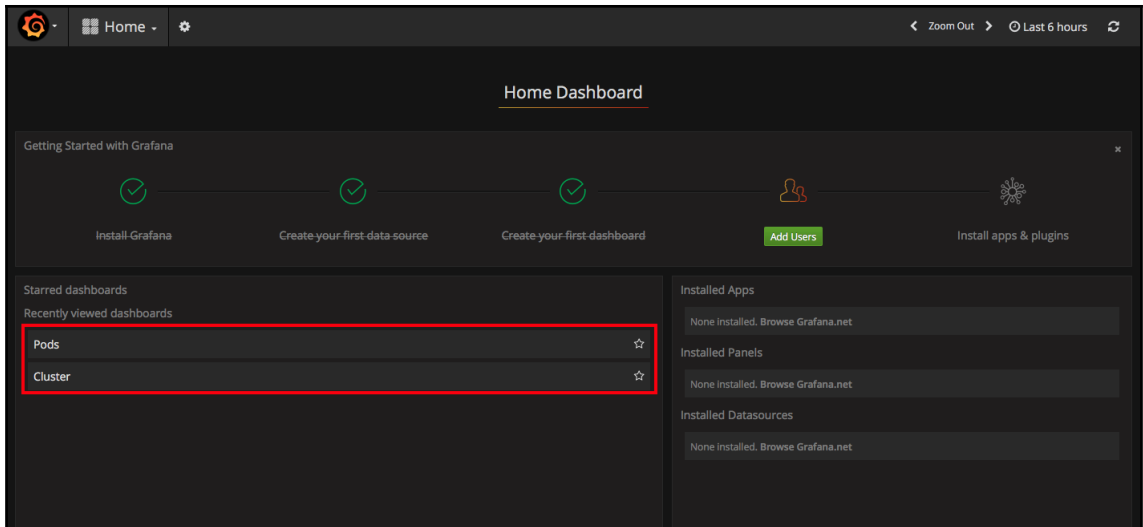 Home
Zoom Out
Last 6 hours
Home Dashboard
Getting Started with Grafana
Install Grafana
Create your first data source
Create your first dashboard
Add Users
Install apps & plugins
Starred dashboards
Recently viewed dashboards
Pods
Cluster
Installed Apps
None installed. Browse Grafana.net
Installed Panels
None installed. Browse Grafana.net
Installed Datasources
None installed. Browse Grafana.net